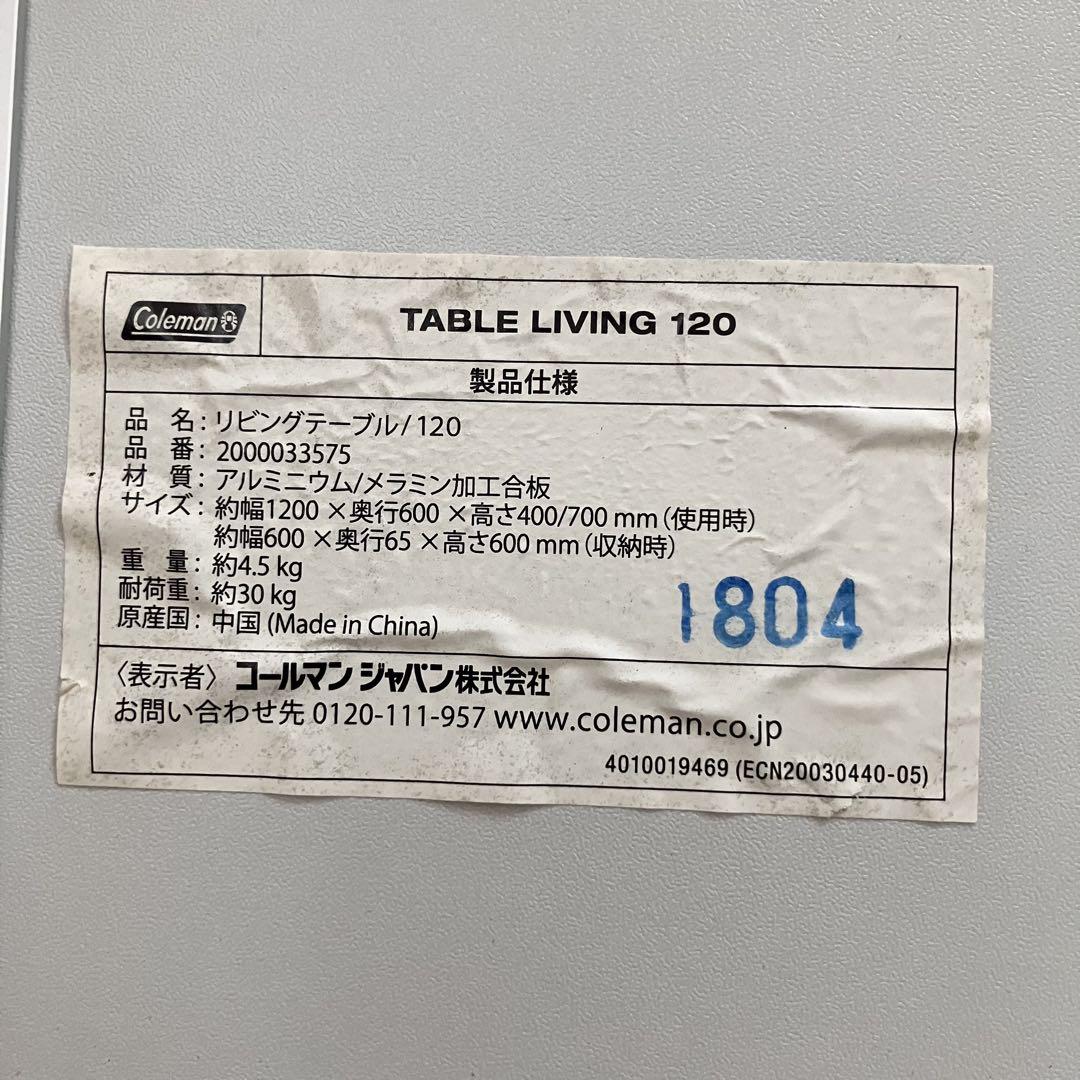 Coleman
TABLE LIVING 120
製品仕様
品 名：リビングテーブル/120
品 番：2000033575
材 質：アルミニウム/メラミン加工合板
サイズ：約幅1200×奥行600×高さ400/700 mm（使用時）
約幅600×奥行65×高さ600 mm（収納時）
重 量：約4.5 kg
耐荷重：約30 kg
原産国：中国 (Made in China)
1804
〈表示者〉コールマン ジャパン株式会社
お問い合わせ先 0120-111-957 www.coleman.co.jp
4010019469 (ECN20030440-05)